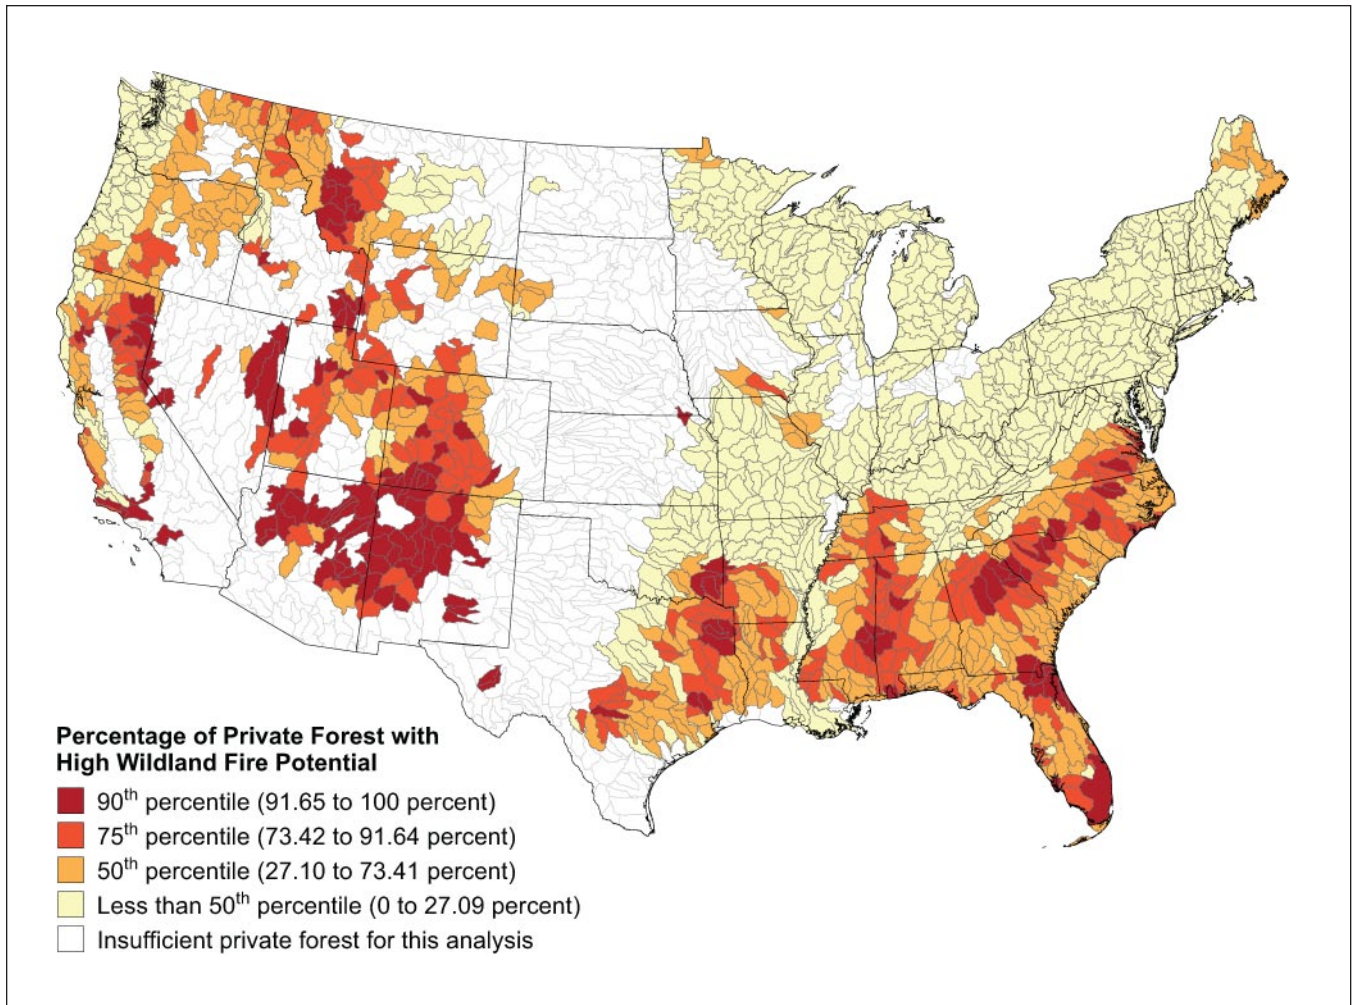 Percentage of Private Forest with
High Wildland Fire Potential
90th percentile (91.65 to 100 percent)
75th percentile (73.42 to 91.64 percent)
50th percentile (27.10 to 73.41 percent)
Less than 50th percentile (0 to 27.09 percent)
Insufficient private forest for this analysis